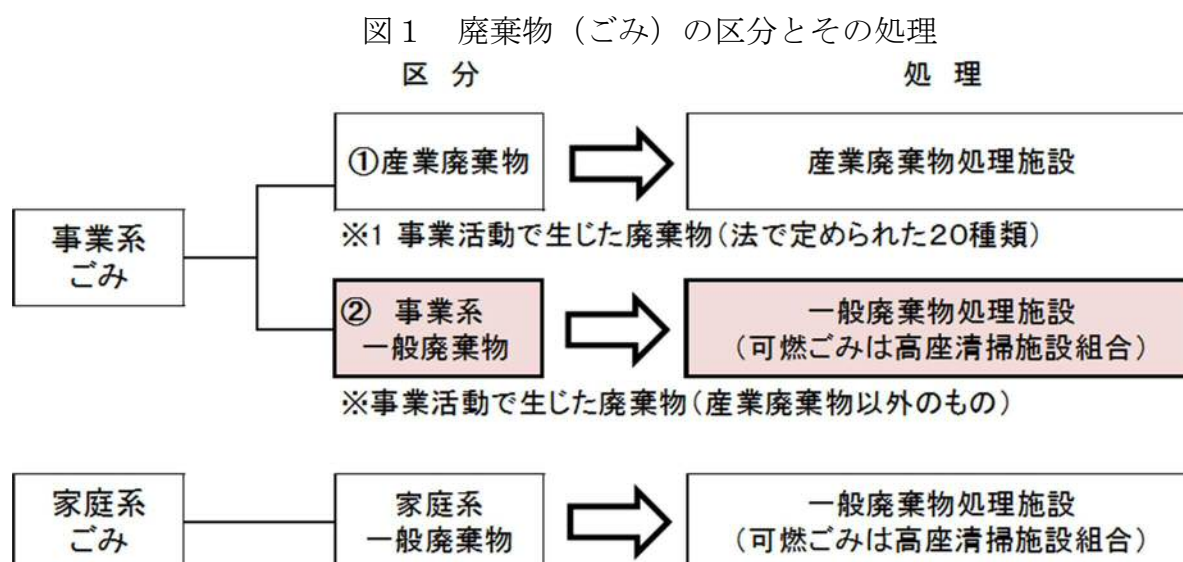 図１　廃棄物（ごみ）の区分とその処理
区 分
処 理
①産業廃棄物
産業廃棄物処理施設
※1 事業活動で生じた廃棄物(法で定められた20種類)
事業系
ごみ
② 事業系
一般廃棄物
一般廃棄物処理施設
(可燃ごみは高座清掃施設組合)
※事業活動で生じた廃棄物(産業廃棄物以外のもの)
家庭系
ごみ
家庭系
一般廃棄物
一般廃棄物処理施設
(可燃ごみは高座清掃施設組合)